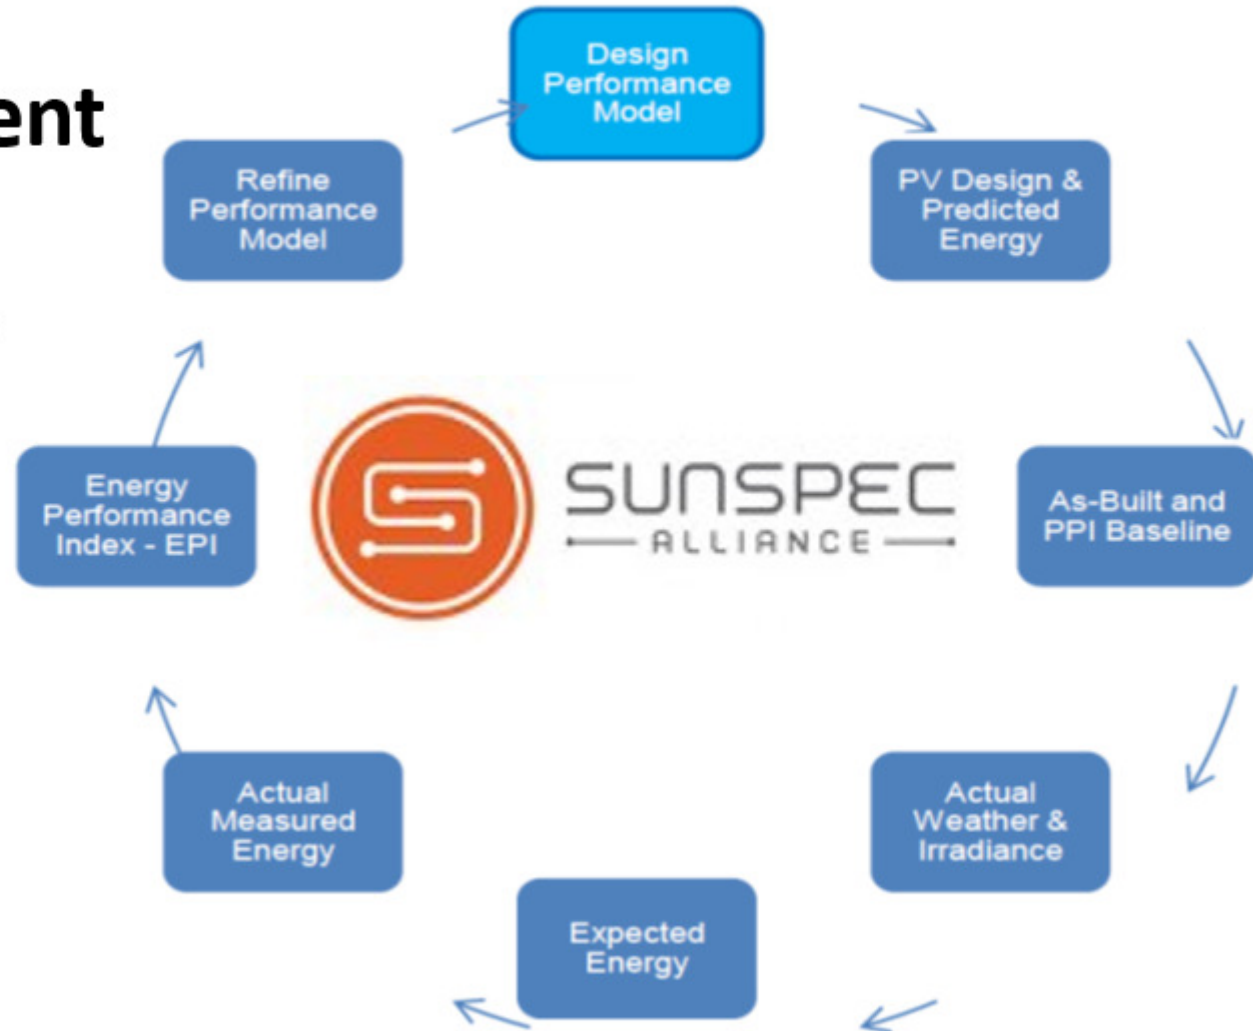 ent
Design
Performance
Model
PV Design &
Predicted
Energy
As-Built and
PPI Baseline
Actual
Weather &
Irradiance
Expected
Energy
Actual
Measured
Energy
Energy
Performance
Index - EPI
Refine
Performance
Model
SUNSPEC
ALLIANCE